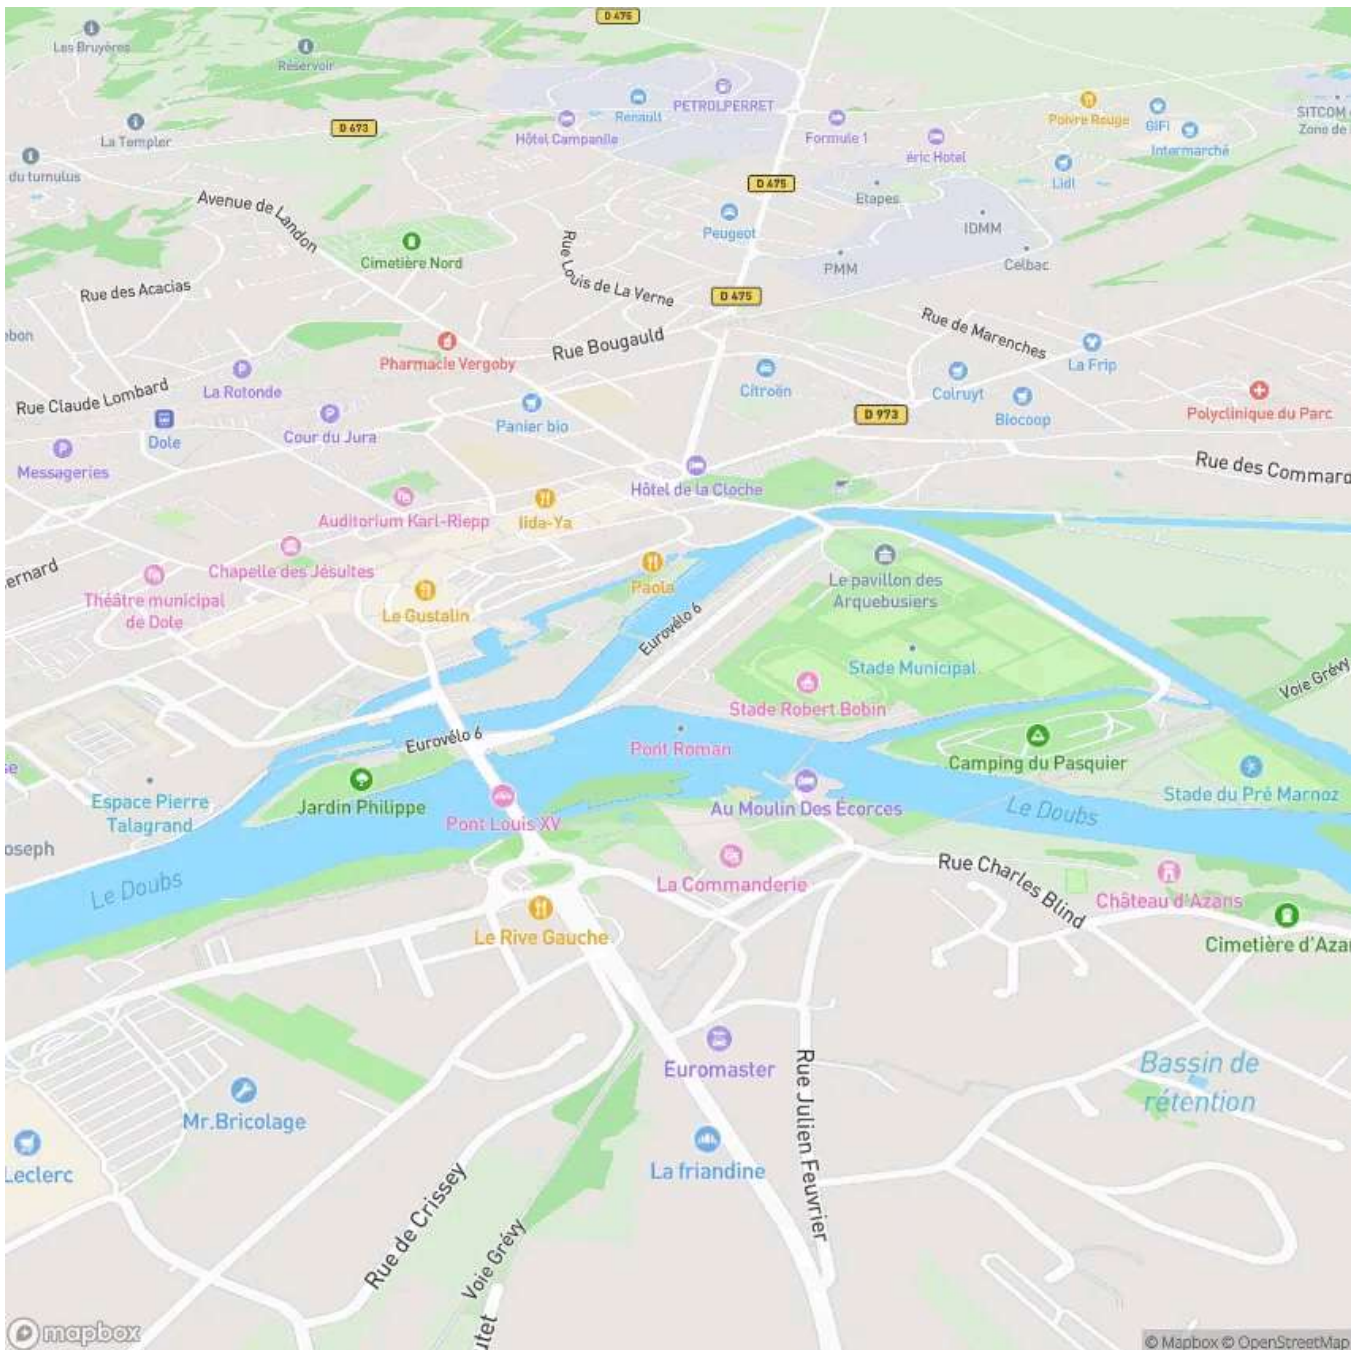 D 475
Les Bruyères
Réservoir
PETROLPERRET
Renault
Hôtel Campanile
Formule 1
Poivre Rouge
GiFi
Intermarché
SITCOM
Zone de
La Templer
D 673
éric Hotel
Lidl
du tumulus
D 475
Etapes
Avenue de Landon
Peugeot
IDMM
Cimetière Nord
Rue Louis de La Verne
PMM
Celbac
Rue des Acacias
D 475
Rue de Marenches
Rue Bougauld
La Frip
Pharmacie Vergoby
La Rotonde
Citroën
Colruyt
Polyclinique du Parc
Rue Claude Lombard
Panier bio
D 973
Biocoop
Dole
Cour du Jura
Messageries
Rue des Commard
Hôtel de la Cloche
Auditorium Karl-Riepp
Iida-Ya
ernard
Chapelle des Jésuites
Paola
Le pavillon des
Arquebusiers
Théâtre municipal
de Dole
Le Gustalin
Eurovélo 6
Stade Municipal
Voie Grévy
Stade Robert Bobin
Eurovélo 6
Pont Roman
Camping du Pasquier
Espace Pierre
Talagrand
Jardin Philippe
Au Moulin Des Écorces
Stade du Pré Marnoz
Le Doubs
Pont Louis XV
oseph
Le Doubs
La Commanderie
Rue Charles Blind
Château d'Azans
Le Rive Gauche
Cimetière d'Azan
Euromaster
Bassin de
rétention
Mr.Bricolage
Rue Julien Feuvrier
Leclerc
La friandine
Rue de Crissey
Voie Grévy
utet
mapbox
© Mapbox © OpenStreetMap